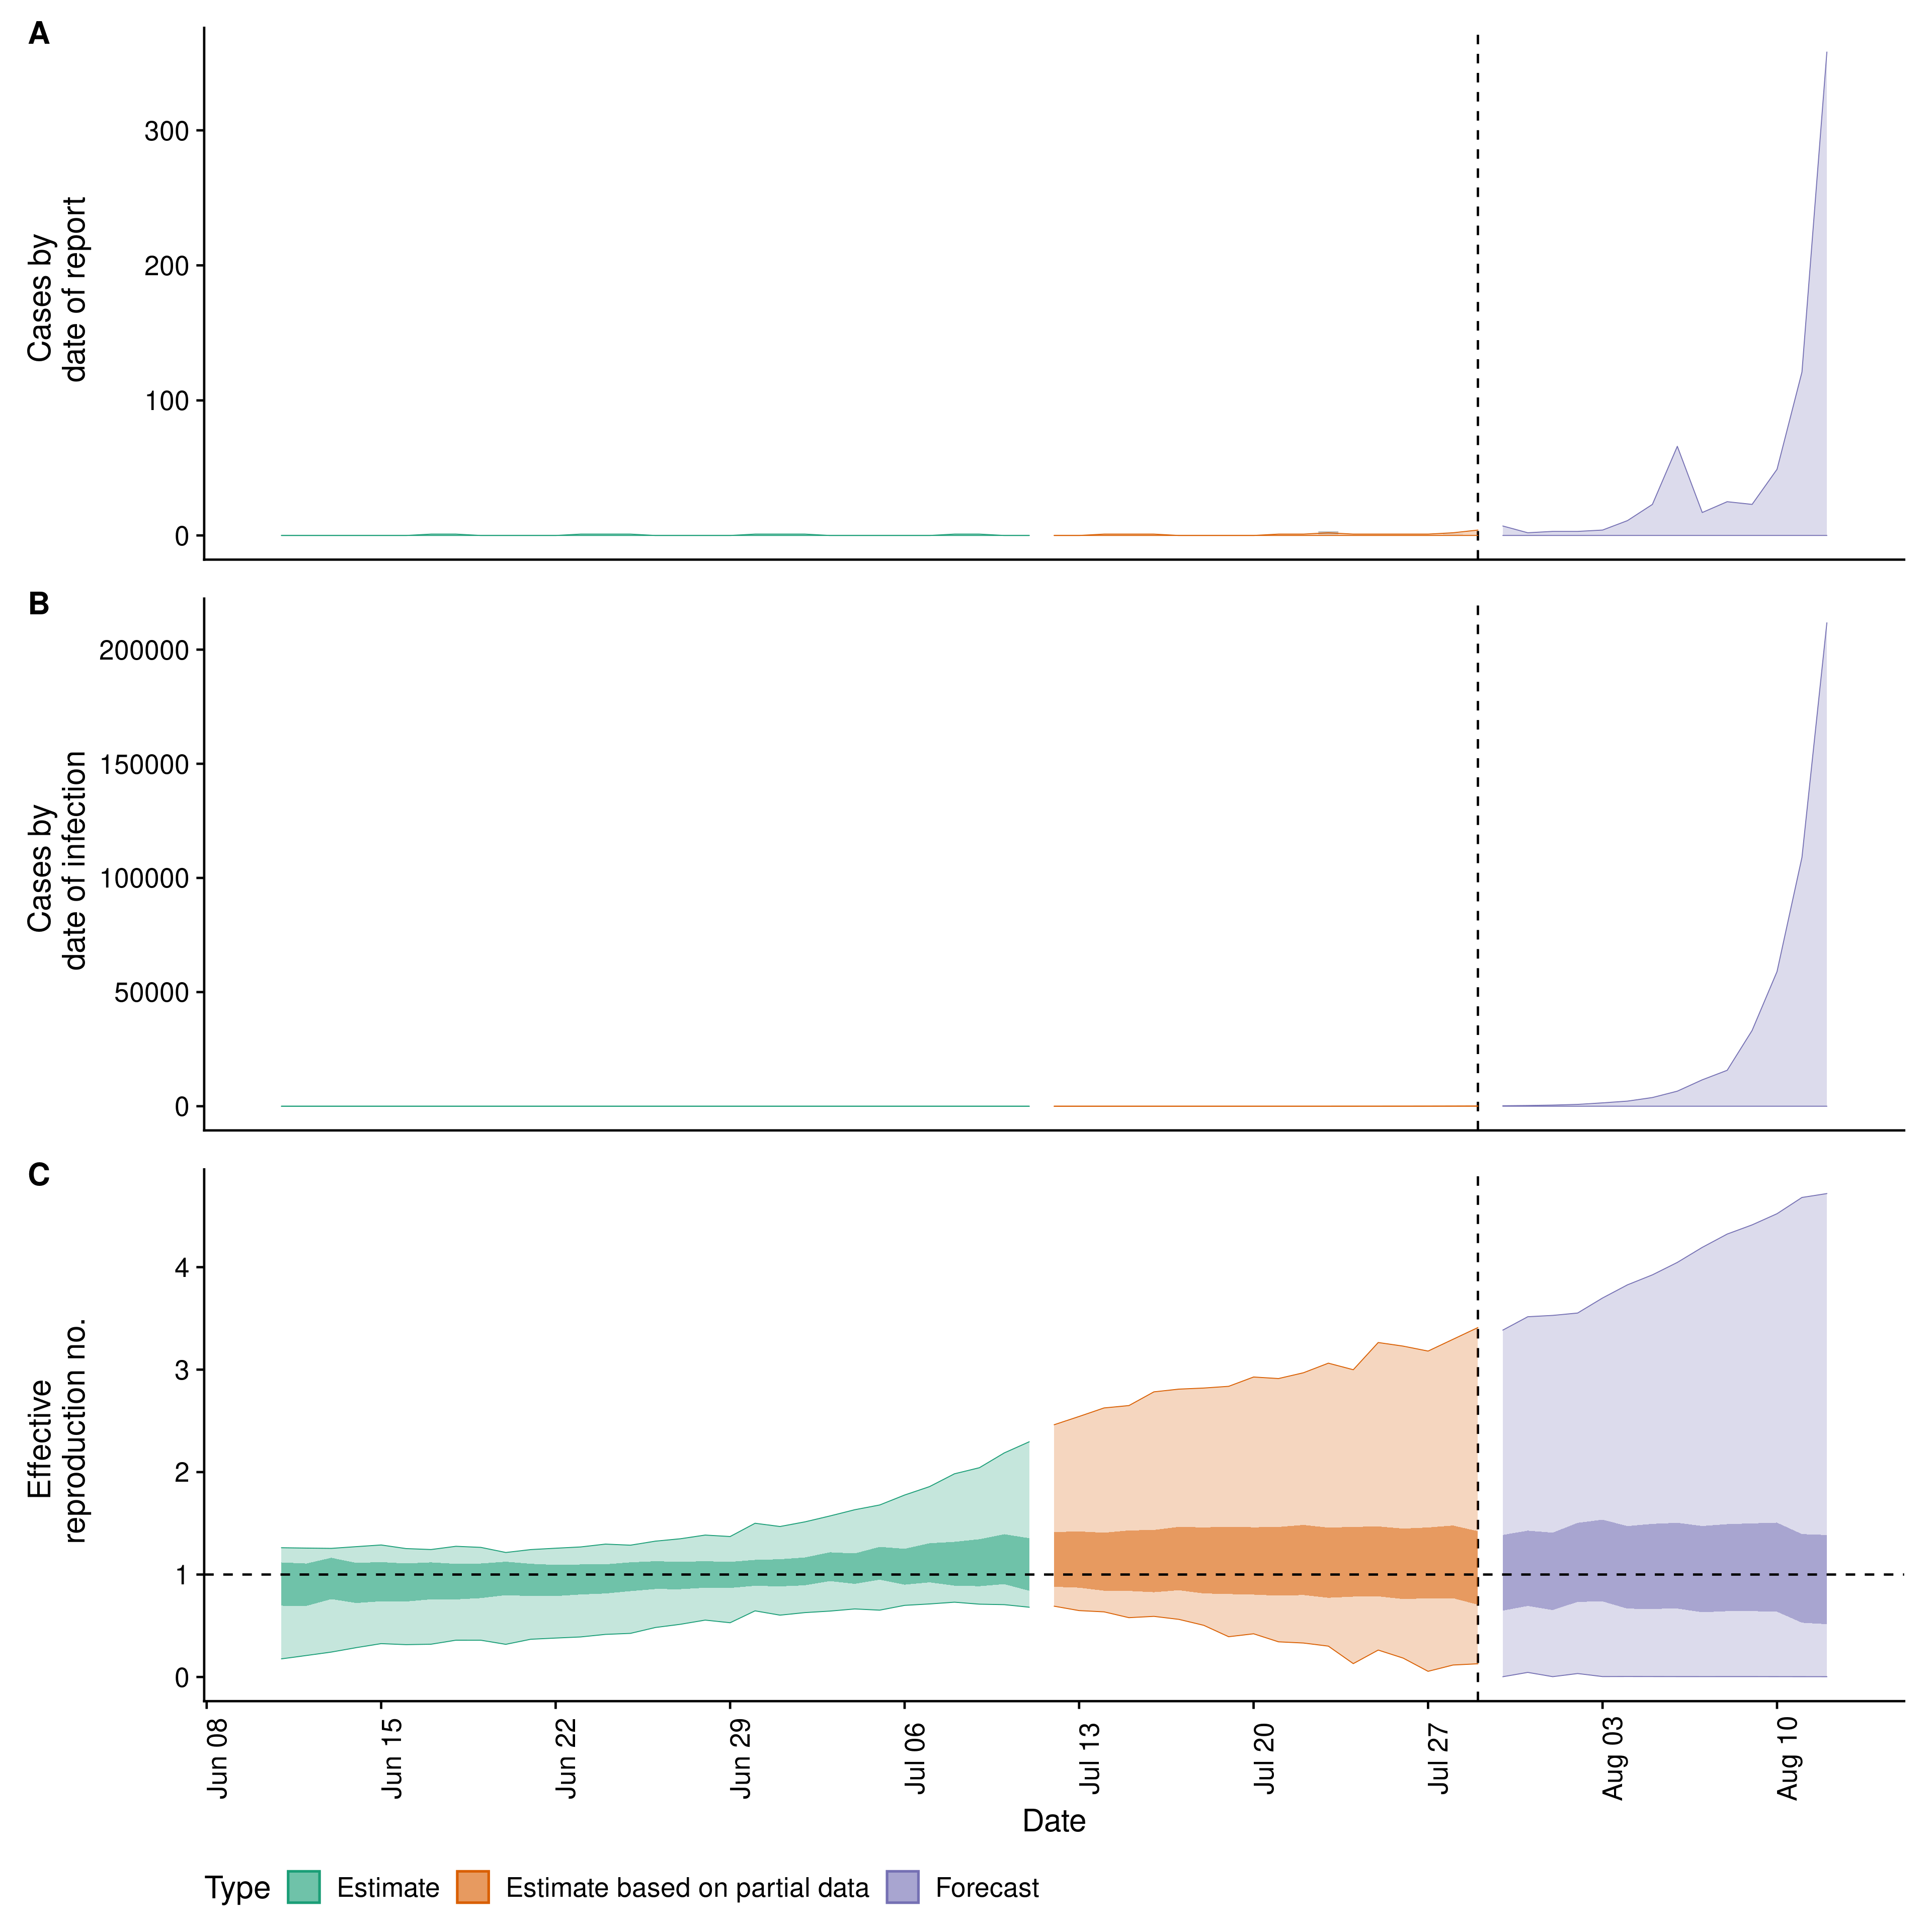 A
Cases by
date of report
300
200
100
0
B
Cases by
date of infection
200000
150000
100000
50000
0
C
Effective
reproduction no.
4
3
2
1
0
Jun 08
Jun 15
Jun 22
Jun 29
Jul 06
Jul 13
Jul 20
Jul 27
Aug 03
Aug 10
Date
Type Estimate Estimate based on partial data Forecast